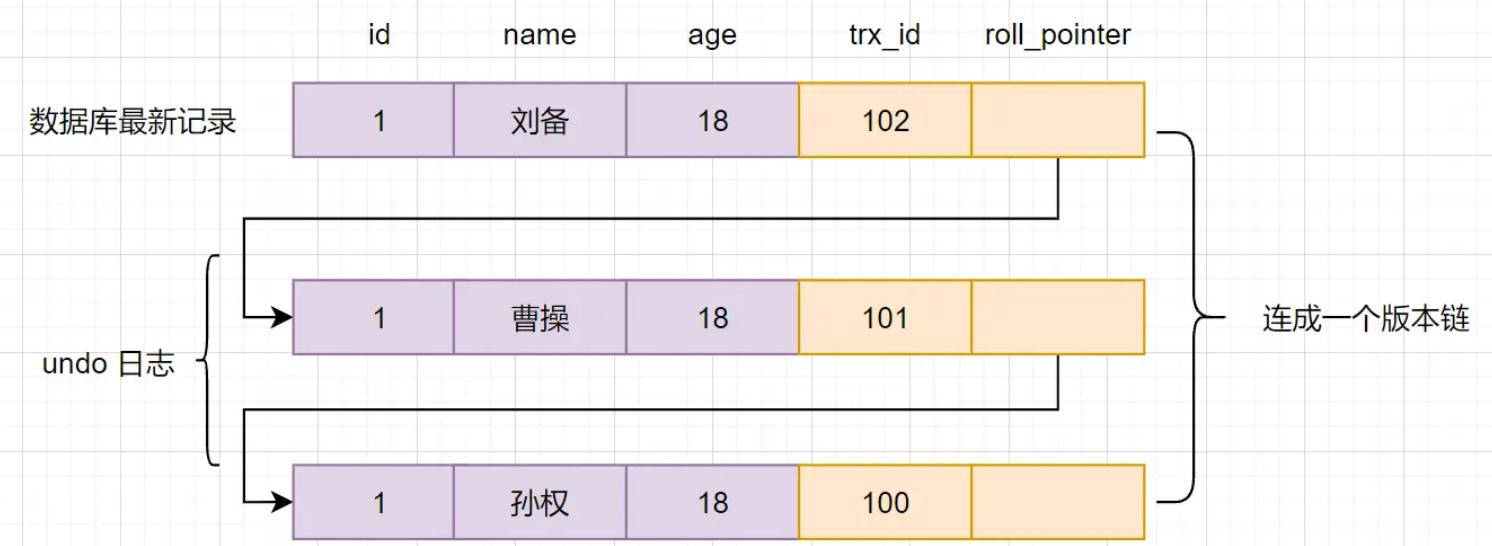 id name age trx_id roll_pointer
数据库最新记录 1 刘备 18 102
1 曹操 18 101 连成一个版本链
undo 日志
1 孙权 18 100